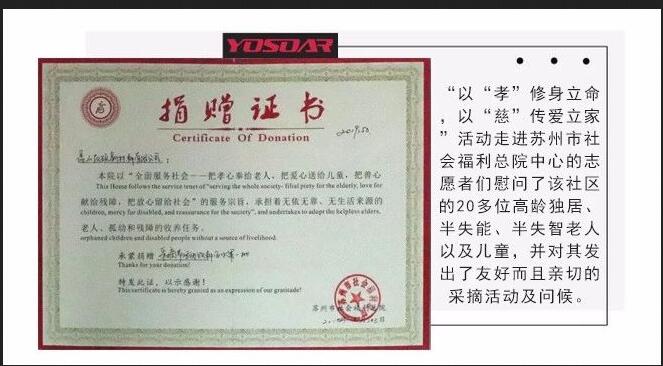 YOSOAR
捐赠证书
Certificate Of Donation
本院以“全面服务社会——把孝心奉给老人，把爱心送给儿童，把善心
This House follows the service tenet of "serving the whole society- filial piety for the elderly, love for
献给残障，把放心留给社会”的服务宗旨，承担着无依无靠、无生活来源的
children, mercy for disabled, and reassurance for the society", and undertakes to adopt the helpless elders,
老人、孤幼和残障的收养任务。
orphaned children and disabled people without a source of livelihood.
承蒙捐赠
Thanks for your donation!
特发此证，以示感谢！
This certificate is hereby granted as an expression of our gratitude!
苏州市社会福利总院
“以“孝”修身立命
，以“慈”传爱立家
”活动走进苏州市社
会福利总院中心的志
愿者们慰问了该社区
的20多位高龄独居、
半失能、半失智老人
以及儿童，并对其发
出了友好而且亲切的
采摘活动及问候。